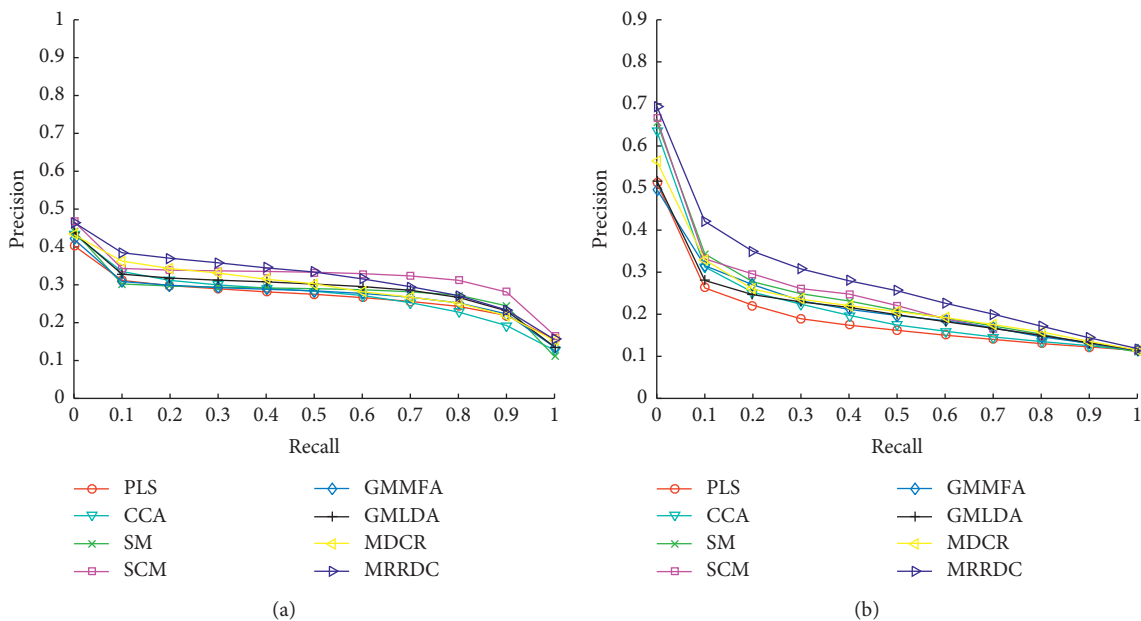 1
0.9
0.8
0.7
0.6
0.5
0.4
0.3
0.2
0.1
0
Precision
0 0.1 0.2 0.3 0.4 0.5 0.6 0.7 0.8 0.9 1
Recall
PLS GMMFA
CCA GMLDA
SM MDCR
SCM MRRDC
(a)
0.9
0.8
0.7
0.6
0.5
0.4
0.3
0.2
0.1
0
Precision
0 0.1 0.2 0.3 0.4 0.5 0.6 0.7 0.8 0.9 1
Recall
PLS GMMFA
CCA GMLDA
SM MDCR
SCM MRRDC
(b)